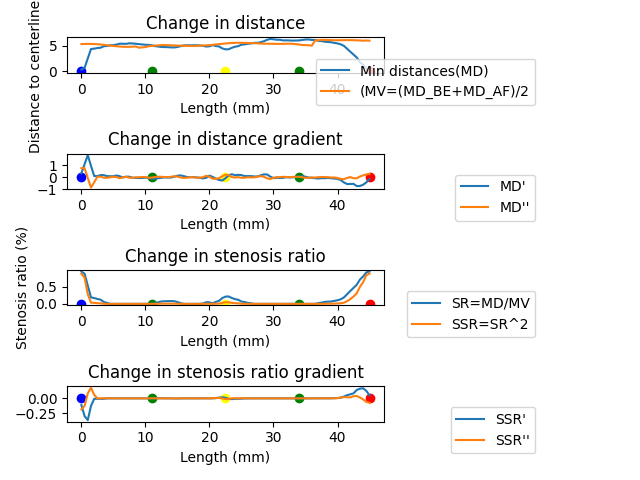 Change in distance
Distance to centerline
5
0
0
10
20
30
40
Length (mm)
Min distances(MD)
(MV=(MD_BE+MD_AF)/2
Change in distance gradient
1
0
−1
0
10
20
30
40
Length (mm)
MD'
MD''
Change in stenosis ratio
Stenosis ratio (%)
0.5
0.0
0
10
20
30
40
Length (mm)
SR=MD/MV
SSR=SR^2
Change in stenosis ratio gradient
0.00
−0.25
0
10
20
30
40
Length (mm)
SSR'
SSR''